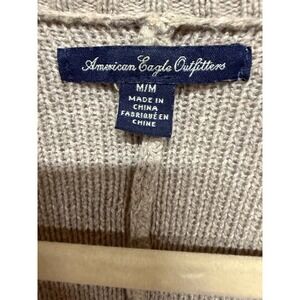 American Eagle Outfitters
M/M
MADE IN
CHINA
FABRIQUÉ EN
CHINE